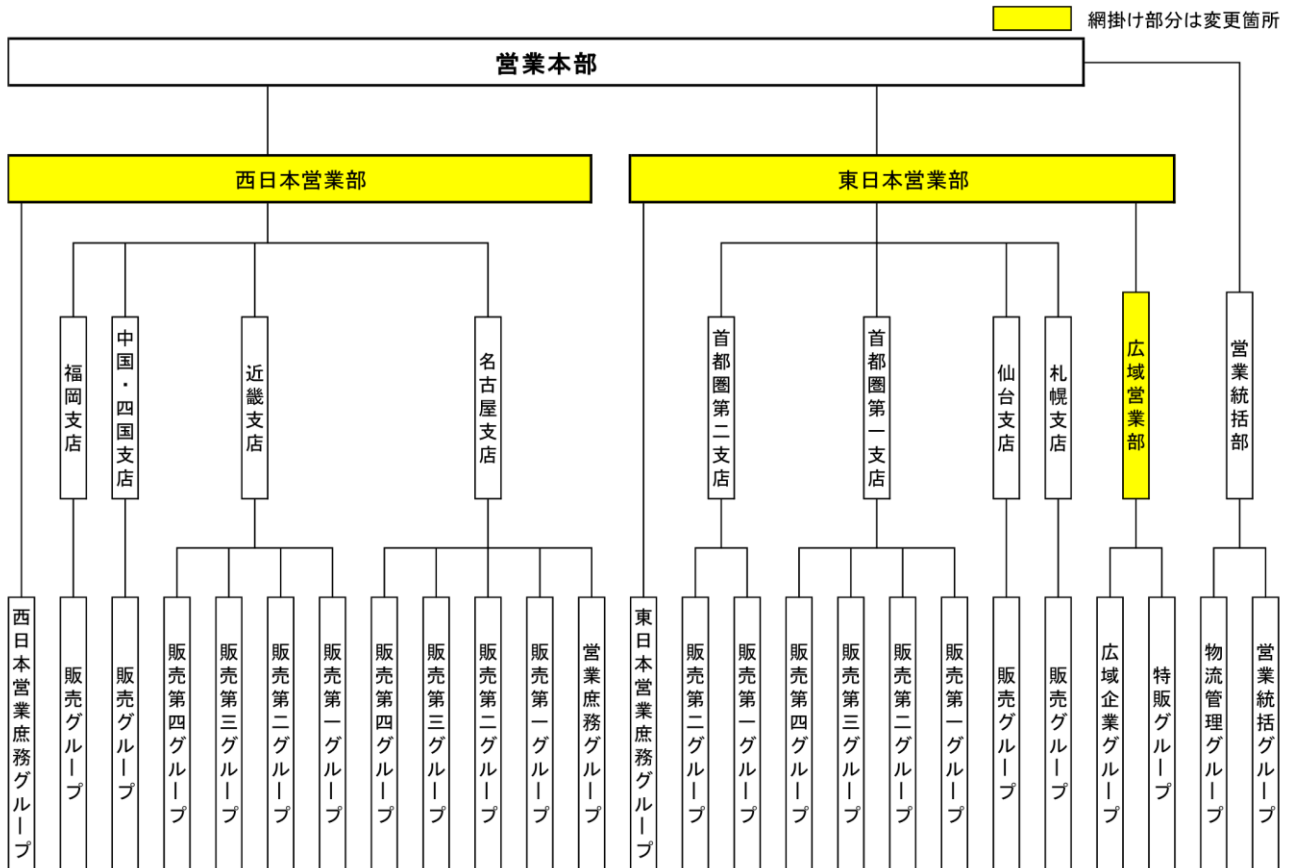 網掛け部分は変更箇所
営業本部
西日本営業部
東日本営業部
福岡支店
中国・四国支店
近畿支店
名古屋支店
首都圏第二支店
首都圏第一支店
仙台支店
札幌支店
広域営業部
営業統括部
西日本営業庶務グループ
販売グループ
販売グループ
販売第四グループ
販売第三グループ
販売第二グループ
販売第一グループ
販売第四グループ
販売第三グループ
販売第二グループ
販売第一グループ
営業庶務グループ
東日本営業庶務グループ
販売第二グループ
販売第一グループ
販売第四グループ
販売第三グループ
販売第二グループ
販売第一グループ
販売グループ
販売グループ
広域企業グループ
特販グループ
物流管理グループ
営業統括グループ